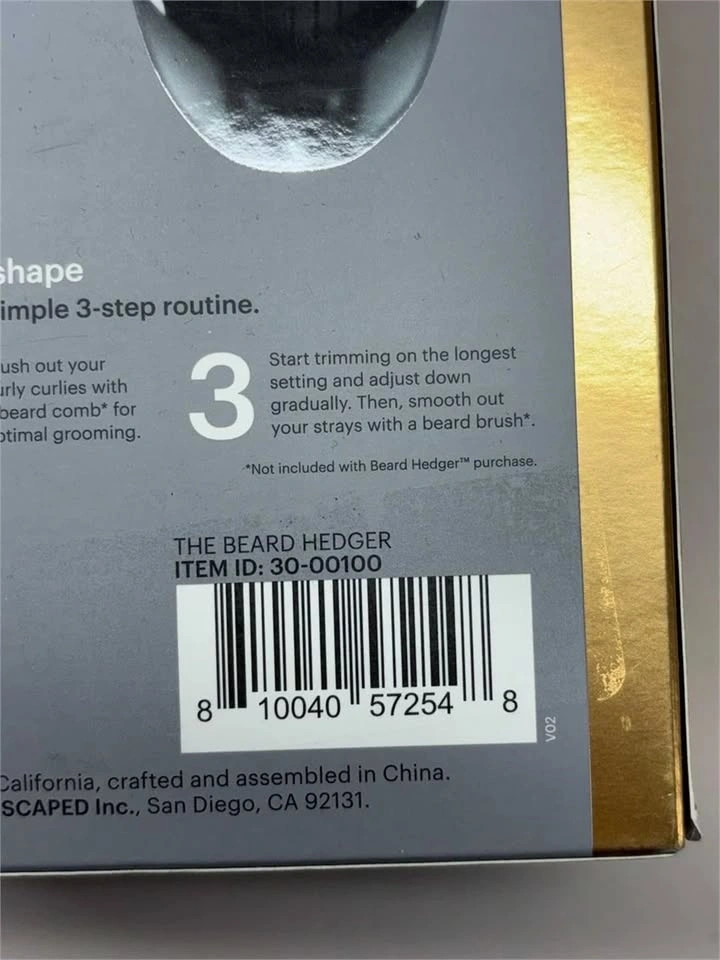 shape
imple 3-step routine.
ush out your
urly curlies with
beard comb* for
ptimal grooming.
3
Start trimming on the longest
setting and adjust down
gradually. Then, smooth out
your strays with a beard brush*.
*Not included with Beard Hedger™ purchase.
THE BEARD HEDGER
ITEM ID: 30-00100
8 10040 57254 8
V02
California, crafted and assembled in China.
SCAPED Inc., San Diego, CA 92131.